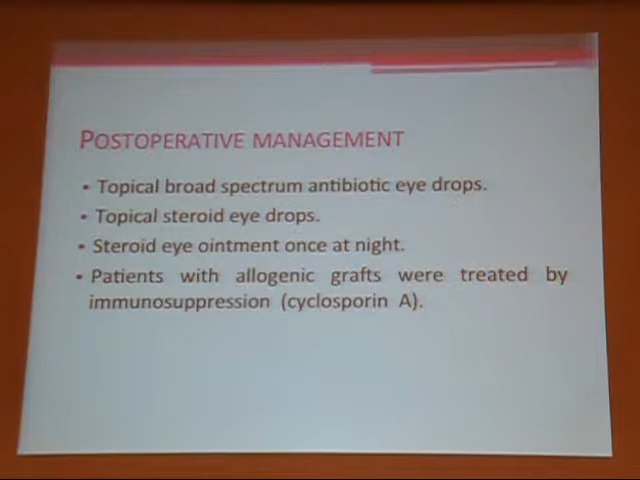 POSTOPERATIVE MANAGEMENT
• Topical broad spectrum antibiotic eye drops.
• Topical steroid eye drops.
• Steroid eye ointment once at night.
• Patients with allogenic grafts were treated by
immunosuppression (cyclosporin A).